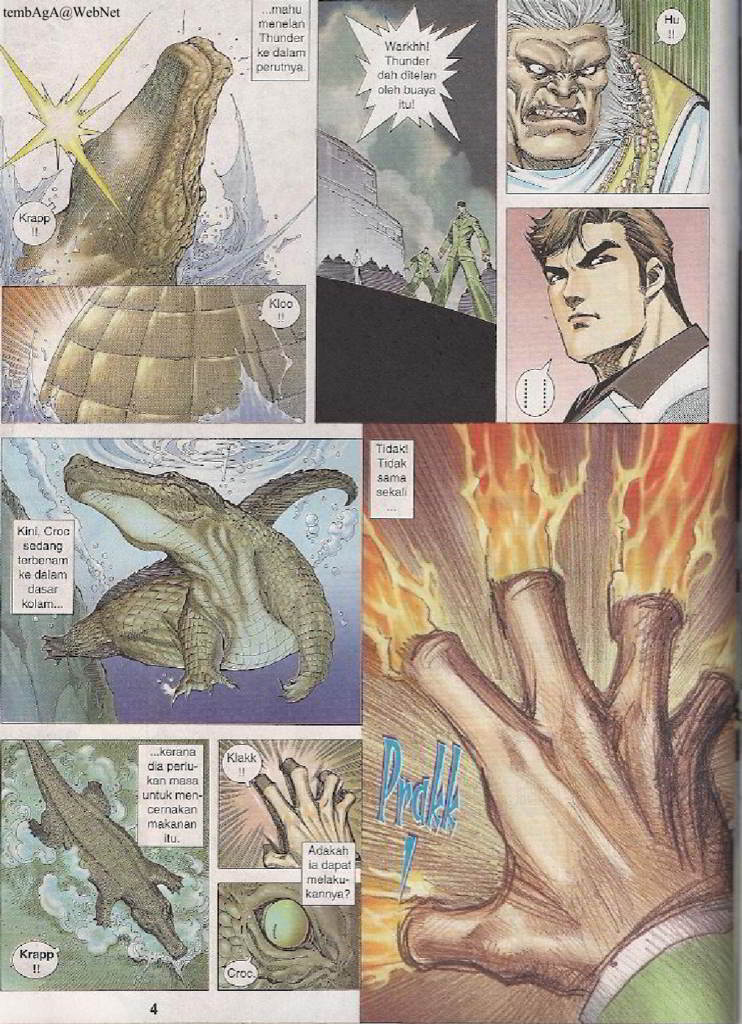 tembAgA@WebNet
...mahu
menelan
Thunder
ke dalam
perutnya.
Krapp
!!
Kloo
!!
Warkhh!
Thunder
dah ditelan
oleh buaya
itu!
Hu
!!
Kini, Croc
sedang
terbenam
ke dalam
dasar
kolam...
Tidak!
Tidak
sama
sekali
...
...kerana
dia perlu-
kan masa
untuk men-
cernakan
makanan
itu.
Krapp
!!
Klakk
!!
Adakah
ia dapat
melaku-
kannya?
Croc..
Prakk
!
4